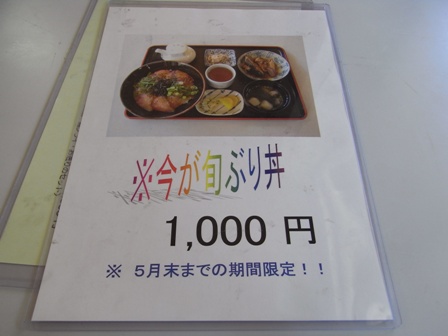 ※今が旬ぶり丼
1,000 円
※ 5月末までの期間限定！！